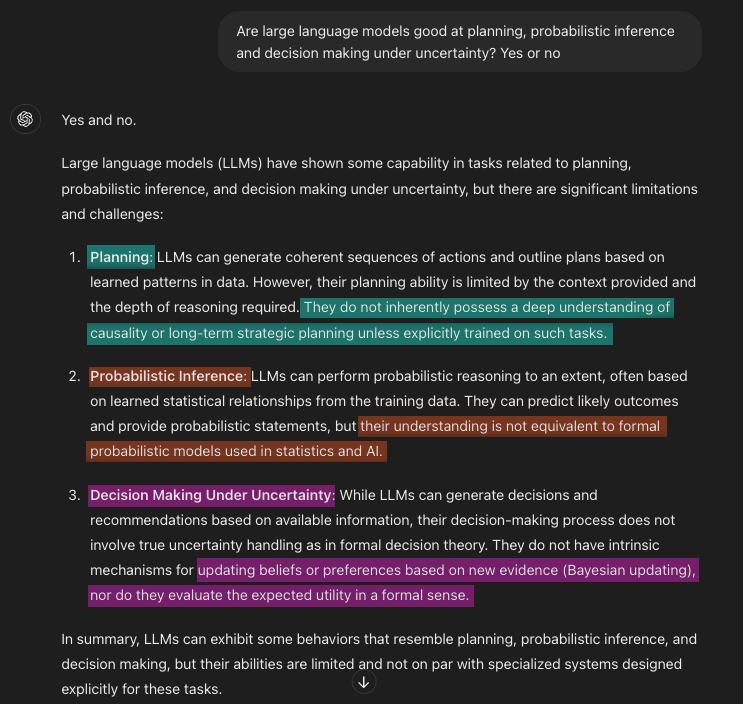 Are large language models good at planning, probabilistic inference
and decision making under uncertainty? Yes or no
Yes and no.
Large language models (LLMs) have shown some capability in tasks related to planning,
probabilistic inference, and decision making under uncertainty, but there are significant limitations
and challenges:
1. Planning: LLMs can generate coherent sequences of actions and outline plans based on
learned patterns in data. However, their planning ability is limited by the context provided and
the depth of reasoning required. They do not inherently possess a deep understanding of
causality or long-term strategic planning unless explicitly trained on such tasks.
2. Probabilistic Inference: LLMs can perform probabilistic reasoning to an extent, often based
on learned statistical relationships from the training data. They can predict likely outcomes
and provide probabilistic statements, but their understanding is not equivalent to formal
probabilistic models used in statistics and AI.
3. Decision Making Under Uncertainty: While LLMs can generate decisions and
recommendations based on available information, their decision-making process does not
involve true uncertainty handling as in formal decision theory. They do not have intrinsic
mechanisms for updating beliefs or preferences based on new evidence (Bayesian updating),
nor do they evaluate the expected utility in a formal sense.
In summary, LLMs can exhibit some behaviors that resemble planning, probabilistic inference, and
decision making, but their abilities are limited and not on par with specialized systems designed
explicitly for these tasks.